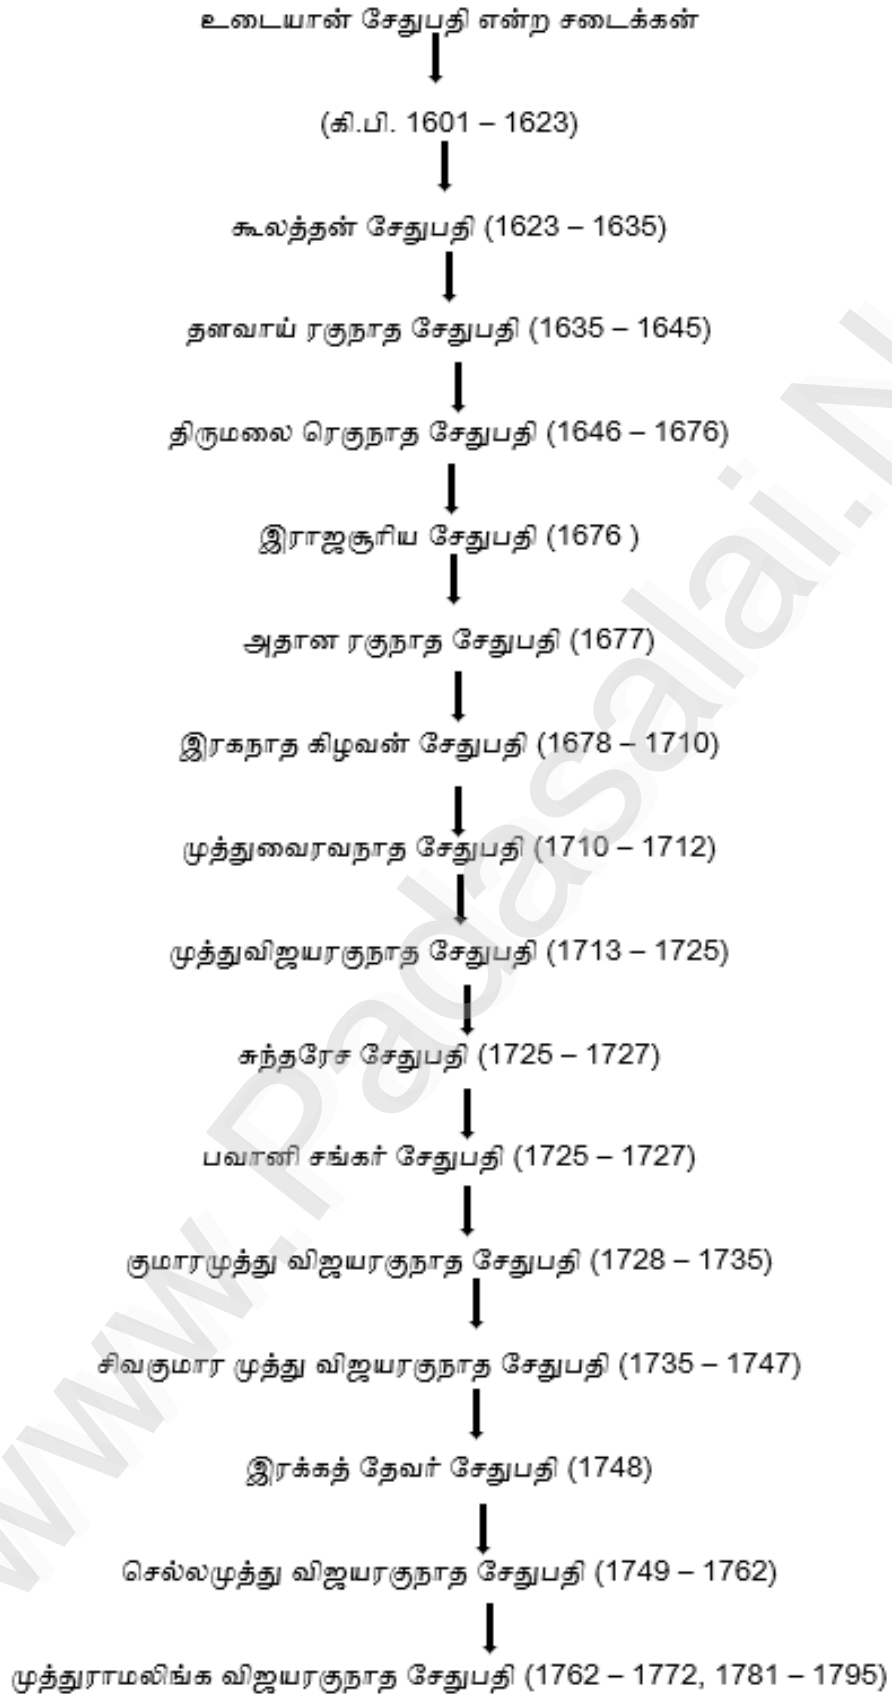 உடையான் சேதுபதி என்ற சடைக்கன்
(கி.பி. 1601 – 1623)
கூலத்தன் சேதுபதி (1623 – 1635)
தளவாய் ரகுநாத சேதுபதி (1635 – 1645)
திருமலை ரெகுநாத சேதுபதி (1646 – 1676)
இராஜசூரிய சேதுபதி (1676 )
அதான ரகுநாத சேதுபதி (1677)
இரகநாத கிழவன் சேதுபதி (1678 – 1710)
முத்துவைரவநாத சேதுபதி (1710 – 1712)
முத்துவிஜயரகுநாத சேதுபதி (1713 – 1725)
சுந்தரேச சேதுபதி (1725 – 1727)
பவானி சங்கர் சேதுபதி (1725 – 1727)
குமாரமுத்து விஜயரகுநாத சேதுபதி (1728 – 1735)
சிவகுமார முத்து விஜயரகுநாத சேதுபதி (1735 – 1747)
இரக்கத் தேவர் சேதுபதி (1748)
செல்லமுத்து விஜயரகுநாத சேதுபதி (1749 – 1762)
முத்துராமலிங்க விஜயரகுநாத சேதுபதி (1762 – 1772, 1781 – 1795)
www.Padasalai.N